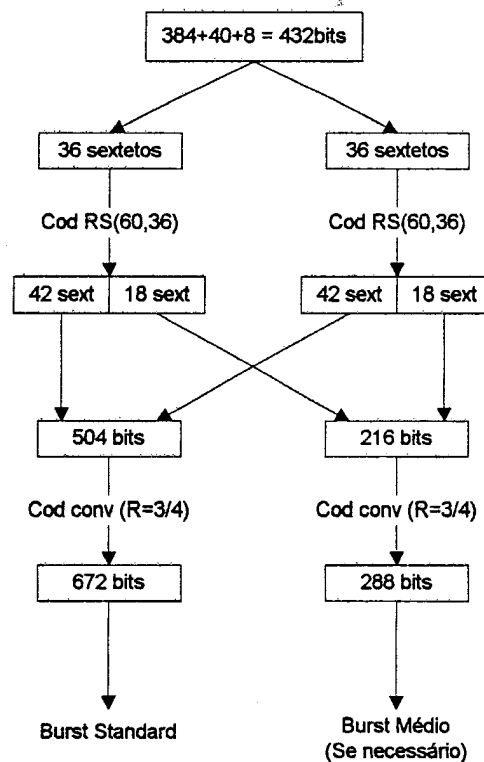 384+40+8 = 432bits
36 sextetos
36 sextetos
Cod RS(60,36)
Cod RS(60,36)
42 sext
18 sext
42 sext
18 sext
504 bits
216 bits
Cod conv (R=3/4)
Cod conv (R=3/4)
672 bits
288 bits
Burst Standard
Burst Médio
(Se necessário)